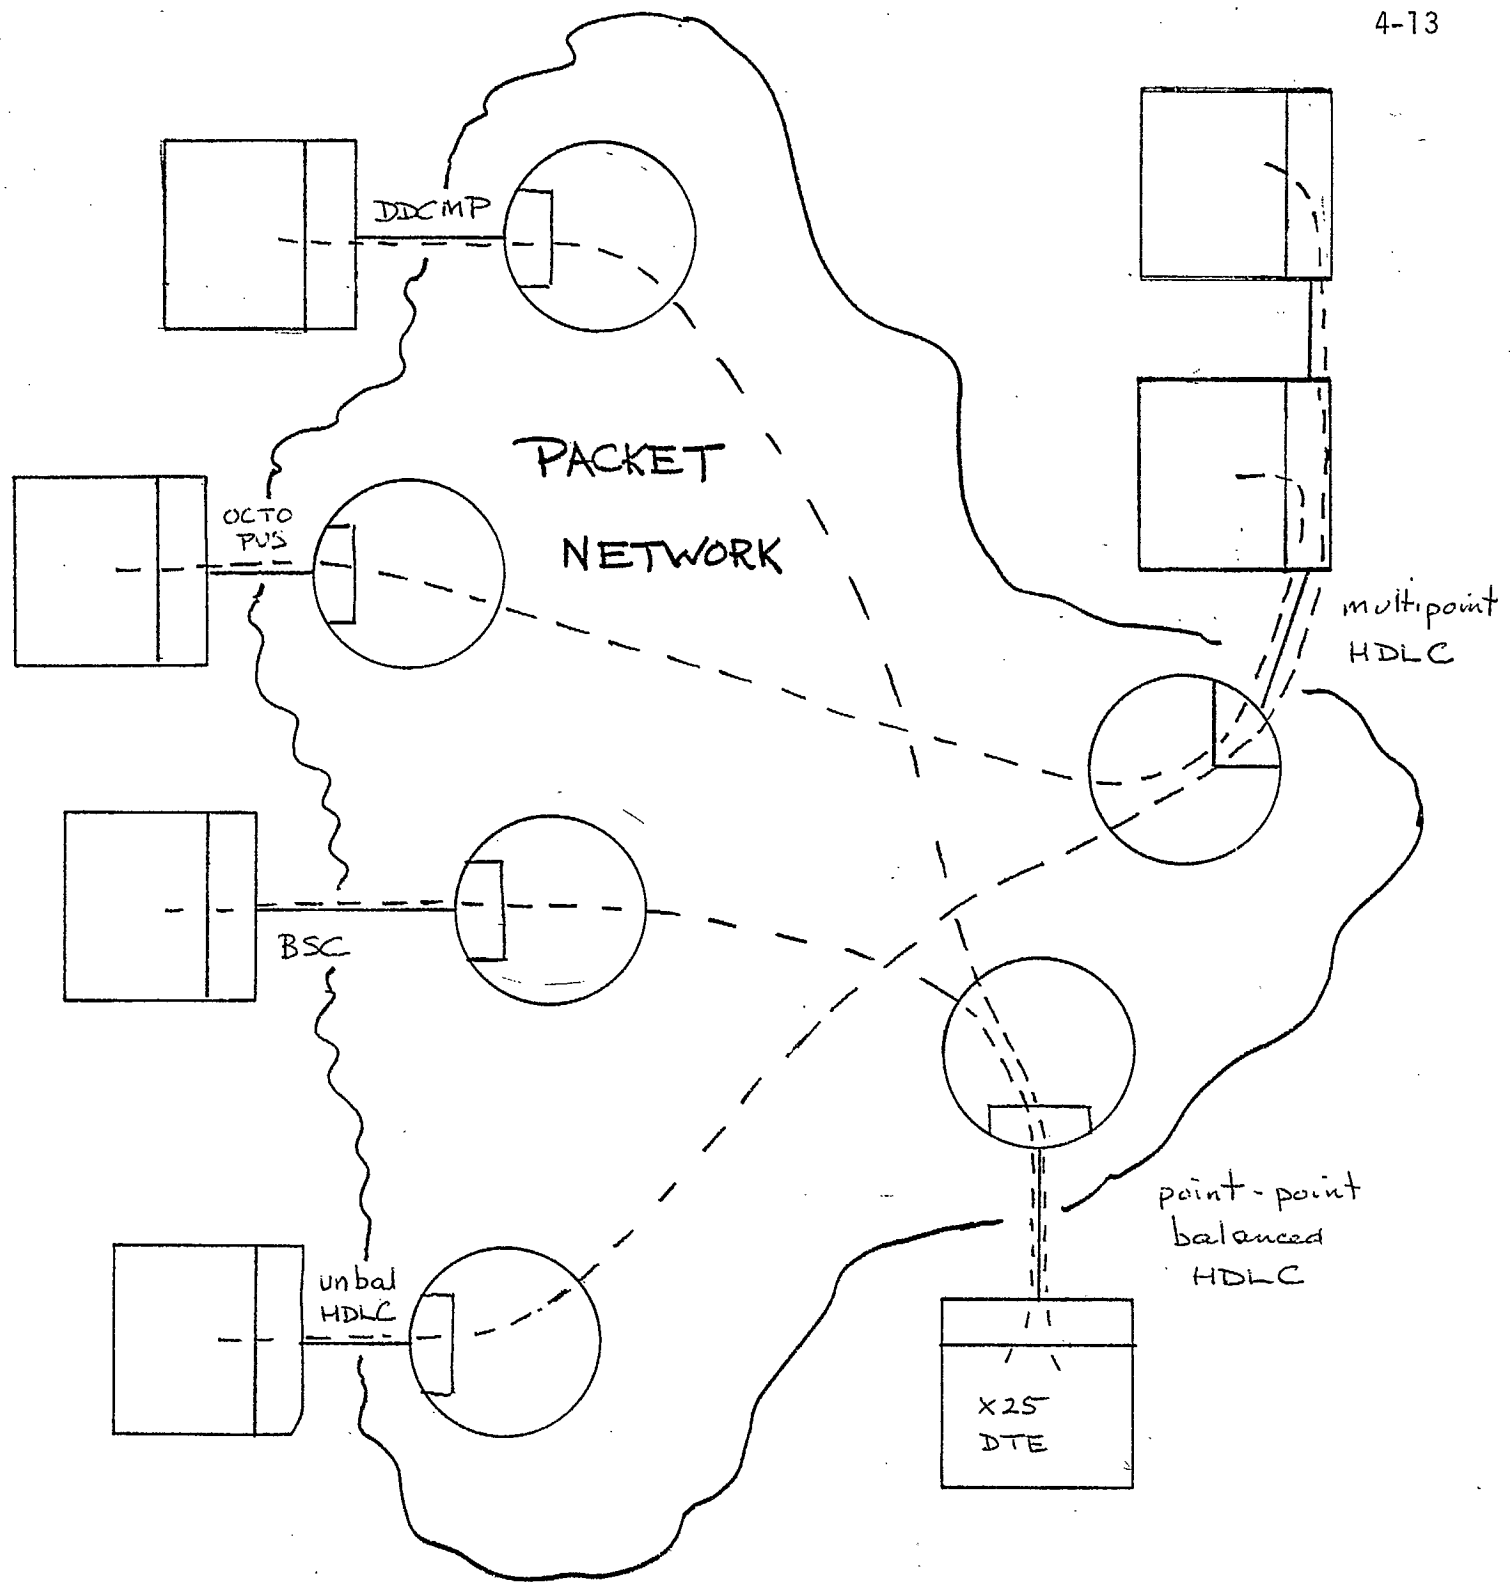 4-13
DDCMP
PACKET
NETWORK
OCTO
PUS
multipoint
HDLC
BSC
point-point
balanced
HDLC
unbal
HDLC
X25
DTE